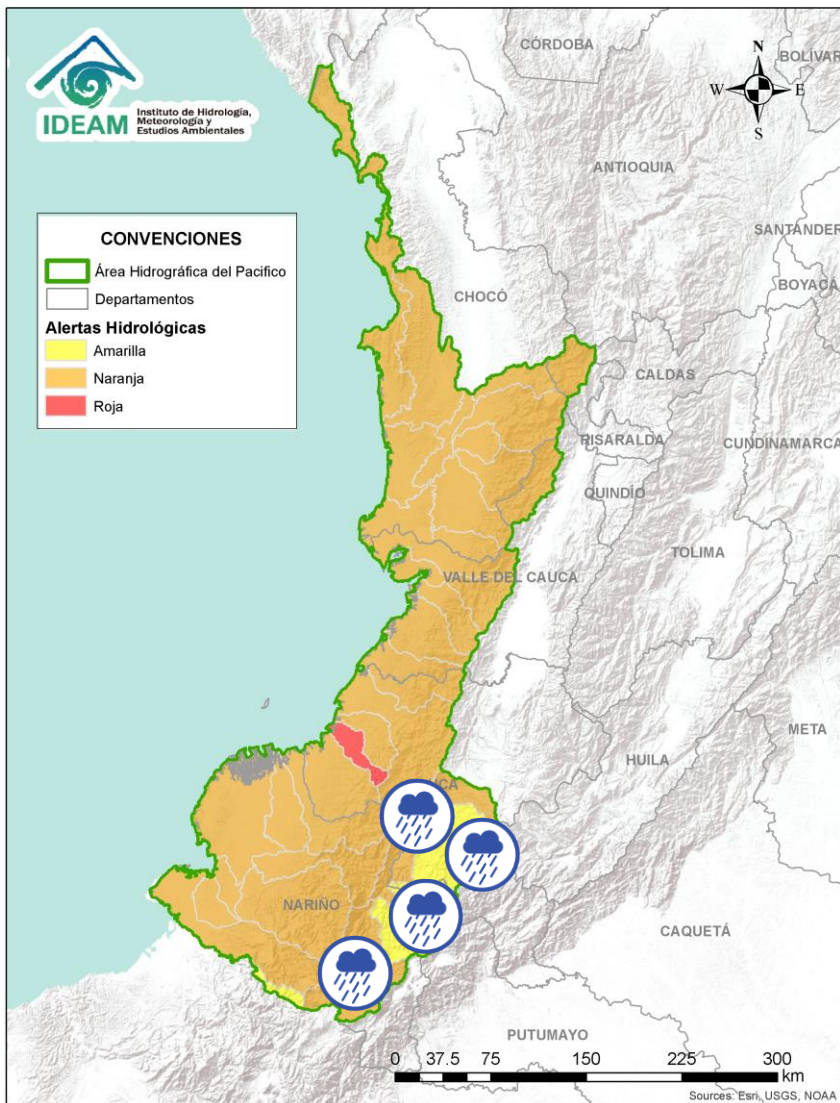 IDEAM
Instituto de Hidrología,
Meteorología y
Estudios Ambientales
CÓRDOBA
BOLÍVAR
N
W
E
S
ANTIOQUIA
SANTANDER
BOYACÁ
CONVENCIONES
Área Hidrográfica del Pacifico
Departamentos
Alertas Hidrológicas
Amarilla
Naranja
Roja
CHOCÓ
CALDAS
RISARALDA
CUNDINAMARCA
QUINDÍO
TOLIMA
VALLE DEL CAUCA
META
HUILA
UCA
NARIÑO
CAQUETÁ
PUTUMAYO
0 37.5 75 150 225 300
km
Sources: Esri, USGS, NOAA